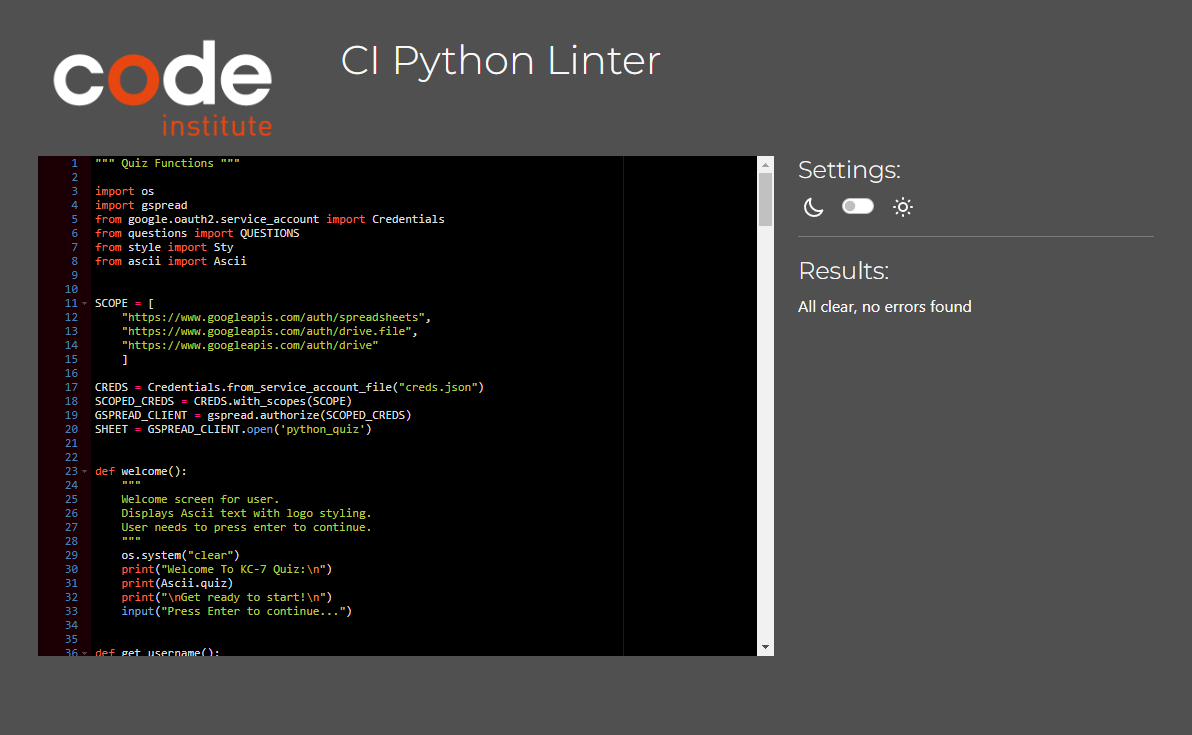 code
institute
CI Python Linter
1 """ Quiz Functions """
2
3 import os
4 import gspread
5 from google.oauth2.service_account import Credentials
6 from questions import QUESTIONS
7 from style import Sty
8 from ascii import Ascii
9
10
11 SCOPE = [
12     "https://www.googleapis.com/auth/spreadsheets",
13     "https://www.googleapis.com/auth/drive.file",
14     "https://www.googleapis.com/auth/drive"
15     ]
16
17 CREDS = Credentials.from_service_account_file("creds.json")
18 SCOPED_CREDS = CREDS.with_scopes(SCOPE)
19 GSPREAD_CLIENT = gspread.authorize(SCOPED_CREDS)
20 SHEET = GSPREAD_CLIENT.open('python_quiz')
21
22
23 def welcome():
24     """
25     Welcome screen for user.
26     Displays Ascii text with logo styling.
27     User needs to press enter to continue.
28     """
29     os.system("clear")
30     print("Welcome To KC-7 Quiz:\n")
31     print(Ascii.quiz)
32     print("\nGet ready to start!\n")
33     input("Press Enter to continue...")
34
35
36 def get_username():
Settings:
Results:
All clear, no errors found